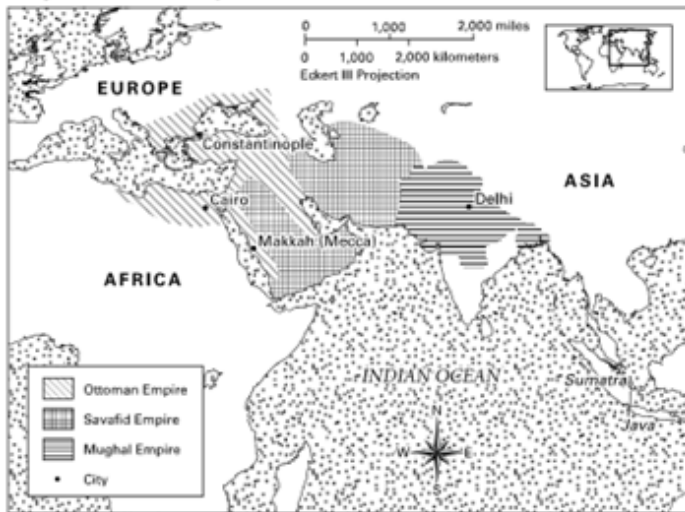 0 1,000 2,000 miles
0 1,000 2,000 kilometers
Eckert III Projection
EUROPE
Constantinople
ASIA
Delhi
Cairo
Makkah (Mecca)
AFRICA
INDIAN OCEAN
Sumatra
Java
N
W E
S
Ottoman Empire
Savafid Empire
Mughal Empire
City